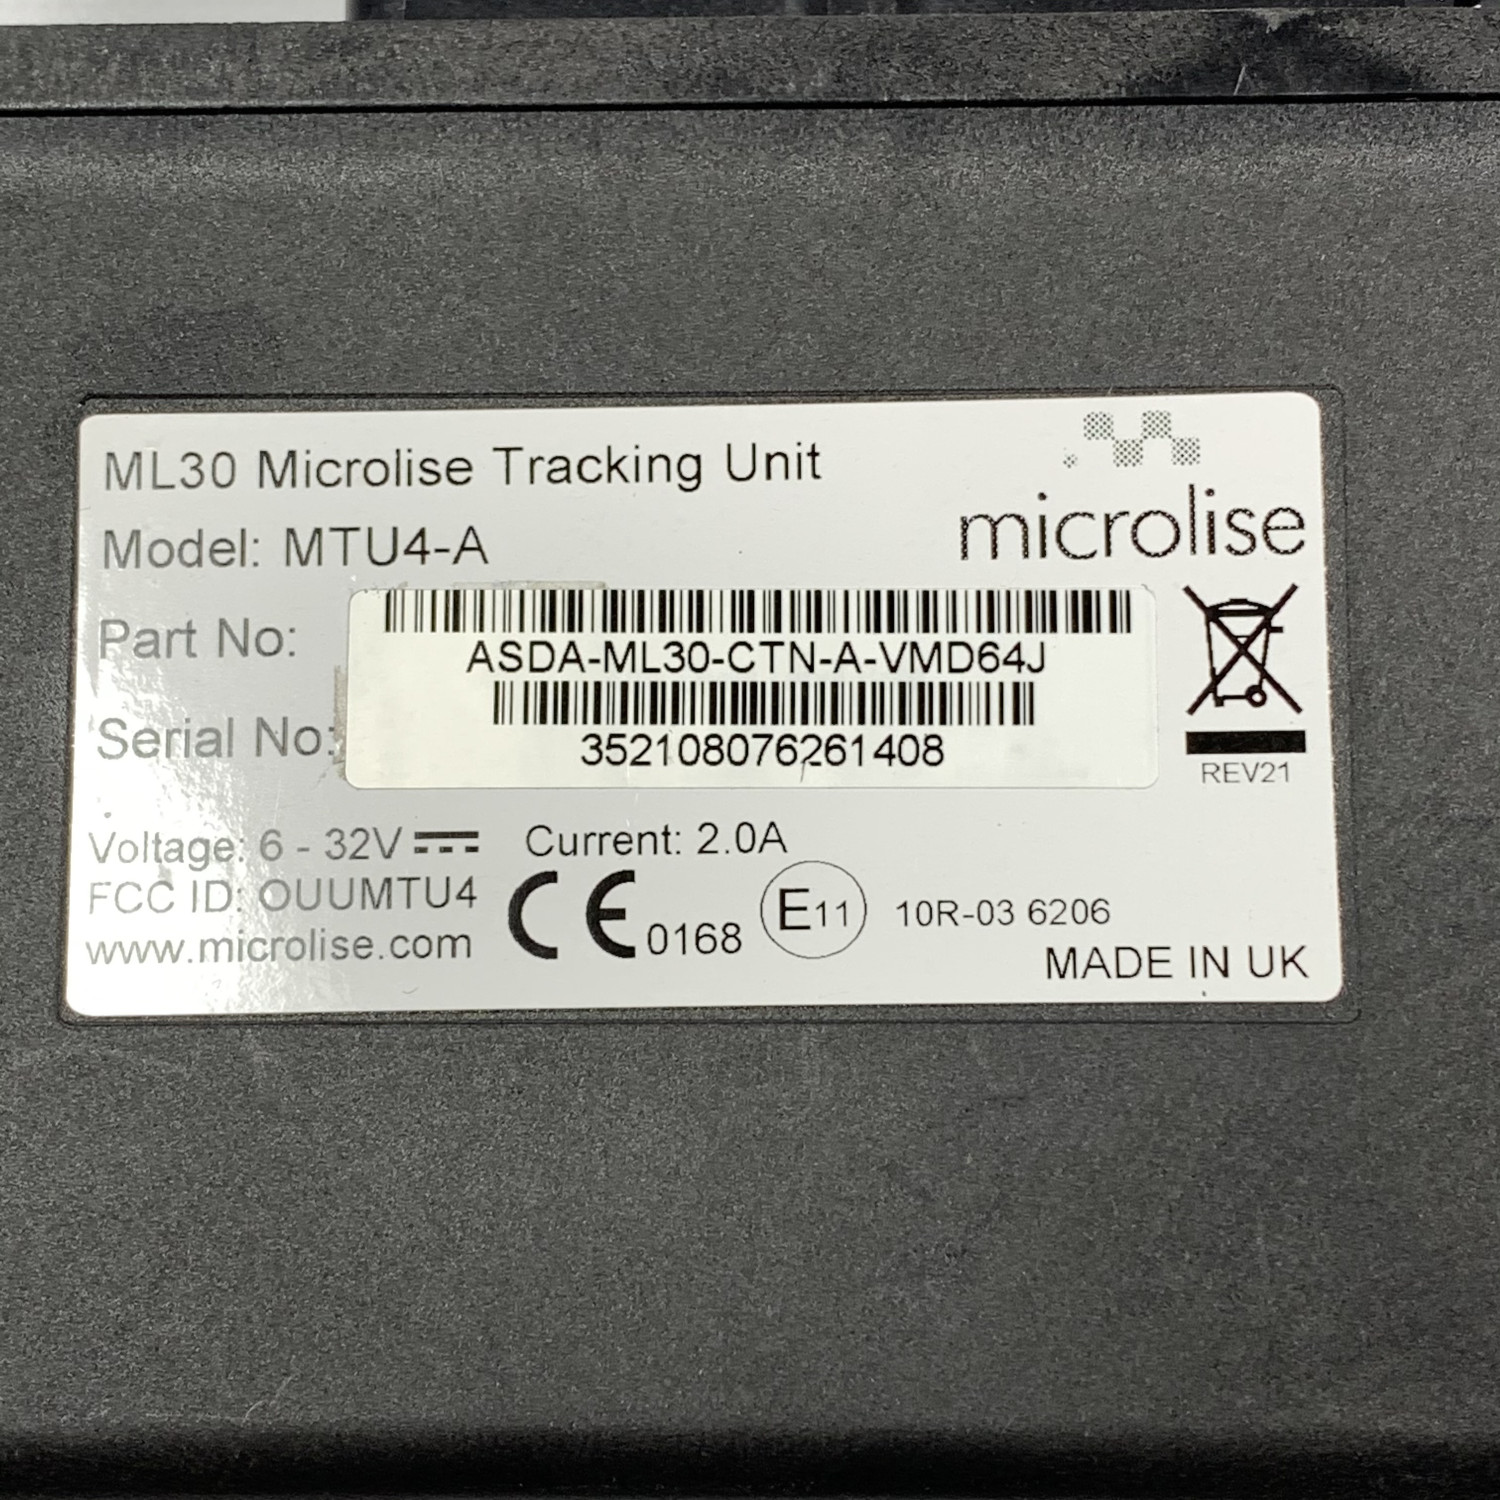 ML30 Microlise Tracking Unit
microlise
Model: MTU4-A
Part No:
ASDA-ML30-CTN-A-VMD64J
Serial No:
352108076261408
REV21
Voltage: 6 - 32V Current: 2.0A
FCC ID: OUUMTU4
www.microlise.com
CE 0168 E11 10R-03 6206
MADE IN UK